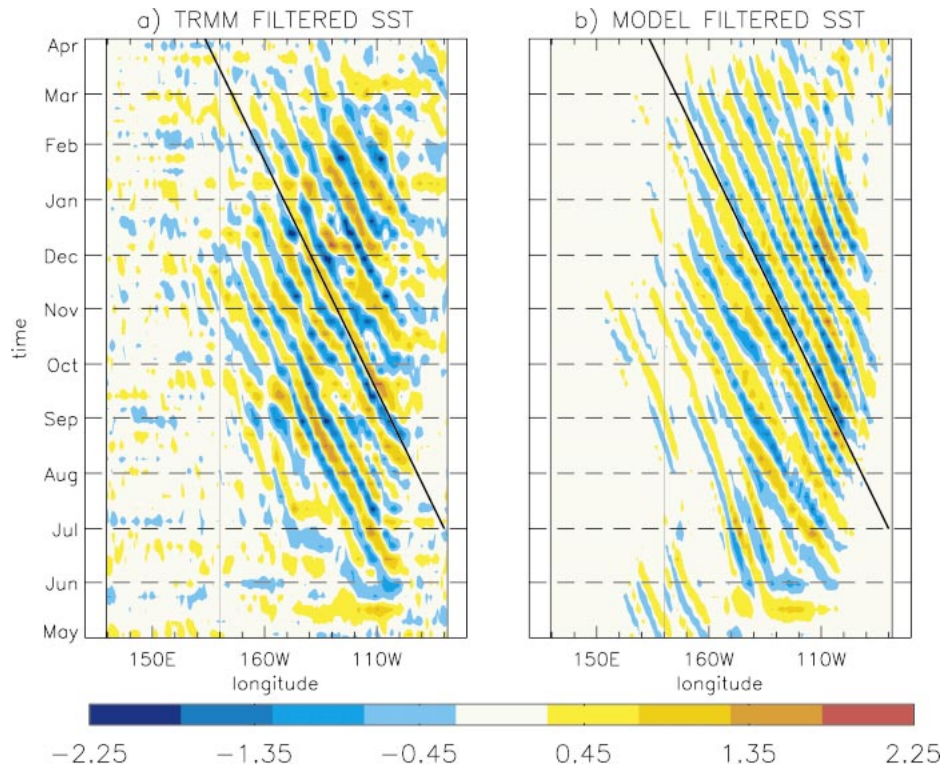 a) TRMM FILTERED SST
b) MODEL FILTERED SST
Apr
Mar
Feb
Jan
Dec
Nov
Oct
Sep
Aug
Jul
Jun
May
time
150E 160W 110W
longitude
150E 160W 110W
longitude
−2.25 −1.35 −0.45 0.45 1.35 2.25